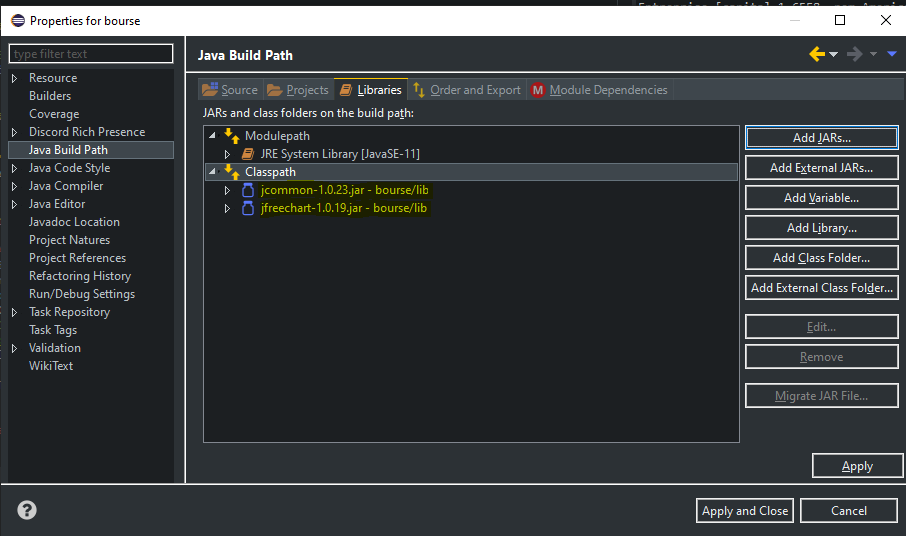 Properties for bourse
type filter text
Java Build Path
Resource
Builders
Coverage
Discord Rich Presence
Java Build Path
Java Code Style
Java Compiler
Java Editor
Javadoc Location
Project Natures
Project References
Refactoring History
Run/Debug Settings
Task Repository
Task Tags
Validation
WikiText
Source
Projects
Libraries
Order and Export
M Module Dependencies
JARs and class folders on the build path:
Modulepath
JRE System Library [JavaSE-11]
Classpath
jcommon-1.0.23.jar - bourse/lib
jfreechart-1.0.19.jar - bourse/lib
Add JARs...
Add External JARs...
Add Variable...
Add Library...
Add Class Folder...
Add External Class Folder...
Edit...
Remove
Migrate JAR File...
Apply
?
Apply and Close
Cancel